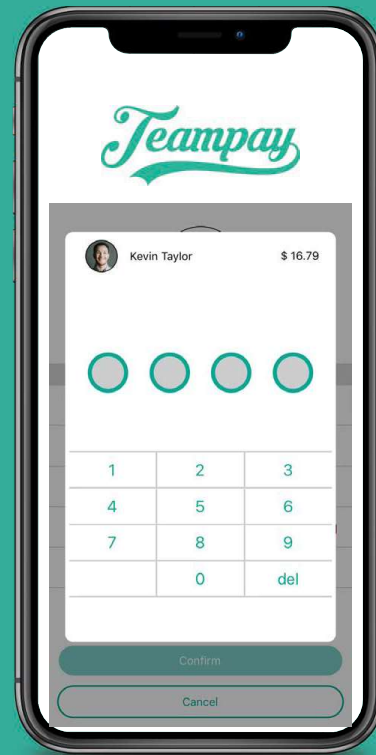 Teampay
Kevin Taylor $ 16.79
1 2 3
4 5 6
7 8 9
0 del
Confirm
Cancel